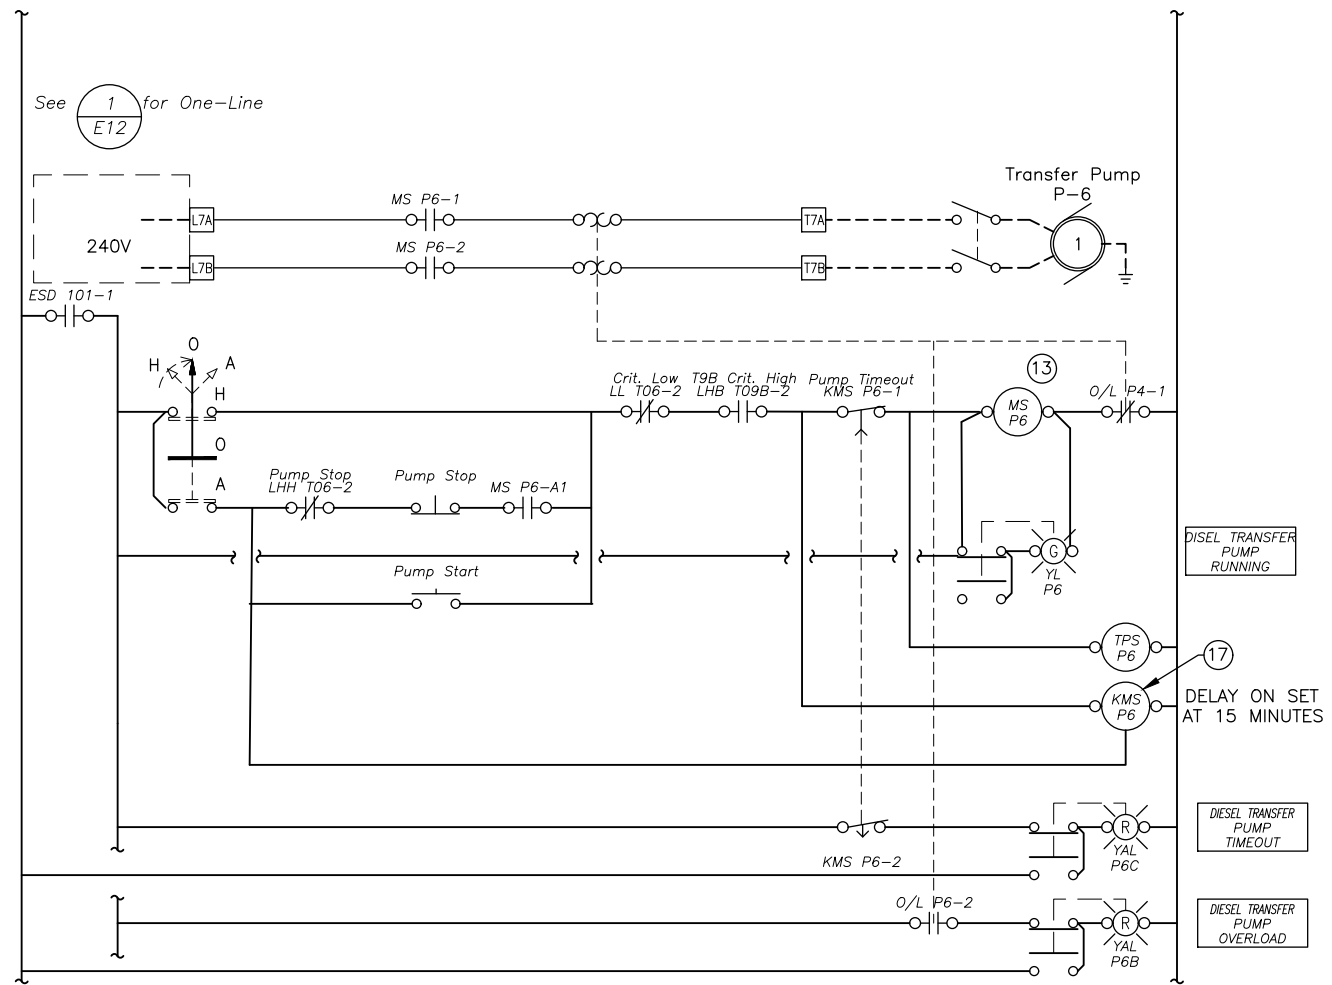 See 1 for One-Line
E12
Transfer Pump
P-6
MS P6-1
L7A
T7A
240V
MS P6-2
1
L7B
T7B
ESD 101-1
O
H
A
H
13
Crit. Low
LL T06-2
T9B Crit. High
LHB T09B-2
Pump Timeout
KMS P6-1
MS
P6
O/L P4-1
O
A
Pump Stop
LHH T06-2
Pump Stop
MS P6-A1
G
YL
P6
DISEL TRANSFER
PUMP
RUNNING
Pump Start
TPS
P6
17
KMS
P6
DELAY ON SET
AT 15 MINUTES
R
YAL
P6C
DIESEL TRANSFER
PUMP
TIMEOUT
KMS P6-2
O/L P6-2
R
YAL
P6B
DIESEL TRANSFER
PUMP
OVERLOAD